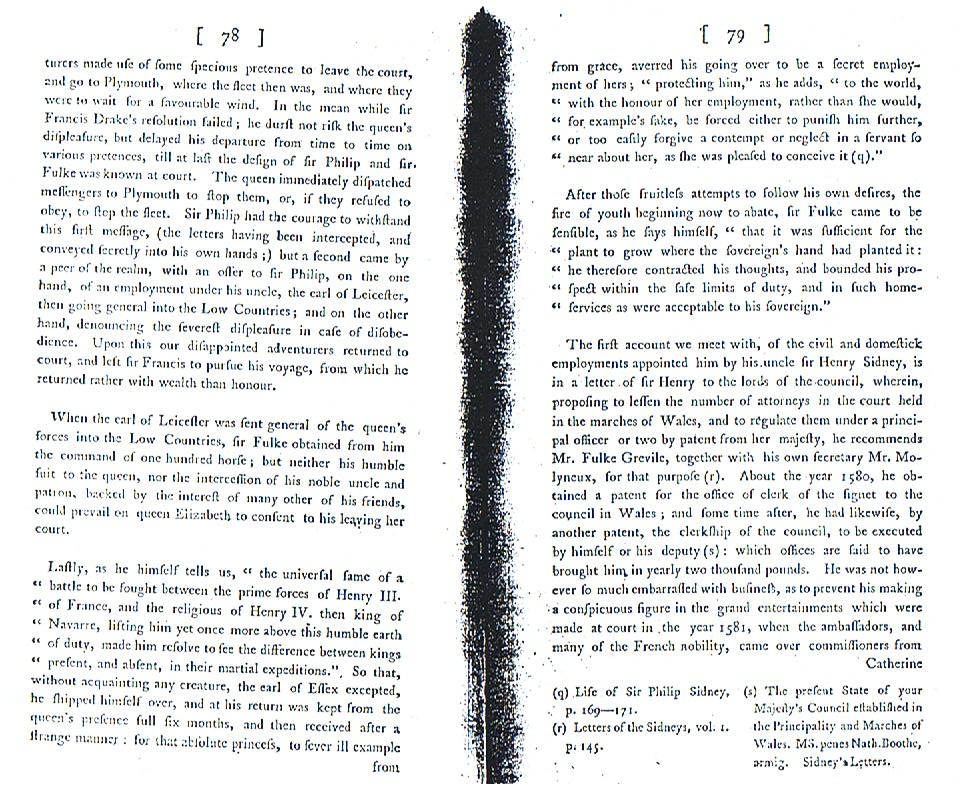 [ 78 ]
turers made uſe of ſome ſpecious pretence to leave the court,
and go to Plymouth, where the fleet then was, and where they
were to wait for a favourable wind. In the mean while ſir
Francis Drake's reſolution failed; he durſt not riſk the queen's
diſpleaſure, but delayed his departure from time to time on
various pretences, till at laſt the deſign of ſir Philip and ſir.
Fulke was known at court. The queen immediately diſpatched
meſſengers to Plymouth to ſtop them, or, if they refuſed to
obey, to ſtop the fleet. Sir Philip had the courage to withſtand
this firſt meſſage, (the letters having been intercepted, and
conveyed ſecretly into his own hands;) but a ſecond came by
a peer of the realm, with an offer to ſir Philip, on the one
hand, of an employment under his uncle, the earl of Leiceſter,
then going general into the Low Countries; and on the other
hand, denouncing the ſevereſt diſpleaſure in caſe of diſobe-
dience. Upon this our diſappointed adventurers returned to
court, and left ſir Francis to purſue his voyage, from which he
returned rather with wealth than honour.
When the earl of Leiceſter was ſent general of the queen's
forces into the Low Countries, ſir Fulke obtained from him
the command of one hundred horſe; but neither his humble
ſuit to the queen, nor the interceſſion of his noble uncle and
patron, backed by the intereſt of many other of his friends,
could prevail on queen Elizabeth to conſent to his leaving her
court.
Laſtly, as he himſelf tells us, “ the univerſal fame of a
“ battle to be fought between the prime forces of Henry III.
“ of France, and the religious of Henry IV. then king of
“ Navarre, lifting him yet once more above this humble earth
“ of duty, made him reſolve to ſee the difference between kings
“ preſent, and abſent, in their martial expeditions.”. So that,
without acquainting any creature, the earl of Eſſex excepted,
he ſhipped himſelf over, and at his return was kept from the
queen's preſence full ſix months, and then received after a
ſtrange manner: for that abſolute princeſs, to ſever ill example
from
[ 79 ]
from grace, averred his going over to be a ſecret employ-
ment of hers; “ protecting him,” as he adds, “ to the world,
“ with the honour of her employment, rather than ſhe would,
“ for example's ſake, be forced either to puniſh him further,
“ or too eaſily forgive a contempt or neglect in a ſervant ſo
“ near about her, as ſhe was pleaſed to conceive it (q).”
After thoſe fruitleſs attempts to follow his own deſires, the
fire of youth beginning now to abate, ſir Fulke came to be
ſenſible, as he ſays himſelf, “ that it was ſufficient for the
“ plant to grow where the ſovereign's hand had planted it:
“ he therefore contracted his thoughts, and bounded his pro-
“ ſpect within the ſafe limits of duty, and in ſuch home-
“ ſervices as were acceptable to his ſovereign.”
The firſt account we meet with, of the civil and domeſtick
employments appointed him by his uncle ſir Henry Sidney, is
in a letter of ſir Henry to the lords of the council, wherein,
propoſing to leſſen the number of attorneys in the court held
in the marches of Wales, and to regulate them under a princi-
pal officer or two by patent from her majeſty, he recommends
Mr. Fulke Grevile, together with his own ſecretary Mr. Mo-
lyneux, for that purpoſe (r). About the year 1580, he ob-
tained a patent for the office of clerk of the ſignet to the
council in Wales; and ſome time after, he had likewiſe, by
another patent, the clerkſhip of the council, to be executed
by himſelf or his deputy (s): which offices are ſaid to have
brought him in yearly two thouſand pounds. He was not how-
ever ſo much embarraſſed with buſineſs, as to prevent his making
a conſpicuous figure in the grand entertainments which were
made at court in the year 1581, when the ambaſſadors, and
many of the French nobility, came over commiſſioners from
Catherine
(q) Life of Sir Philip Sidney,
p. 169—171.
(r) Letters of the Sidneys, vol. 1.
p. 145.
(s) The preſent State of your
Majeſty's Council eſtabliſhed in
the Principality and Marches of
Wales. MS. penes Nath. Boothe,
armig. Sidney's Letters.